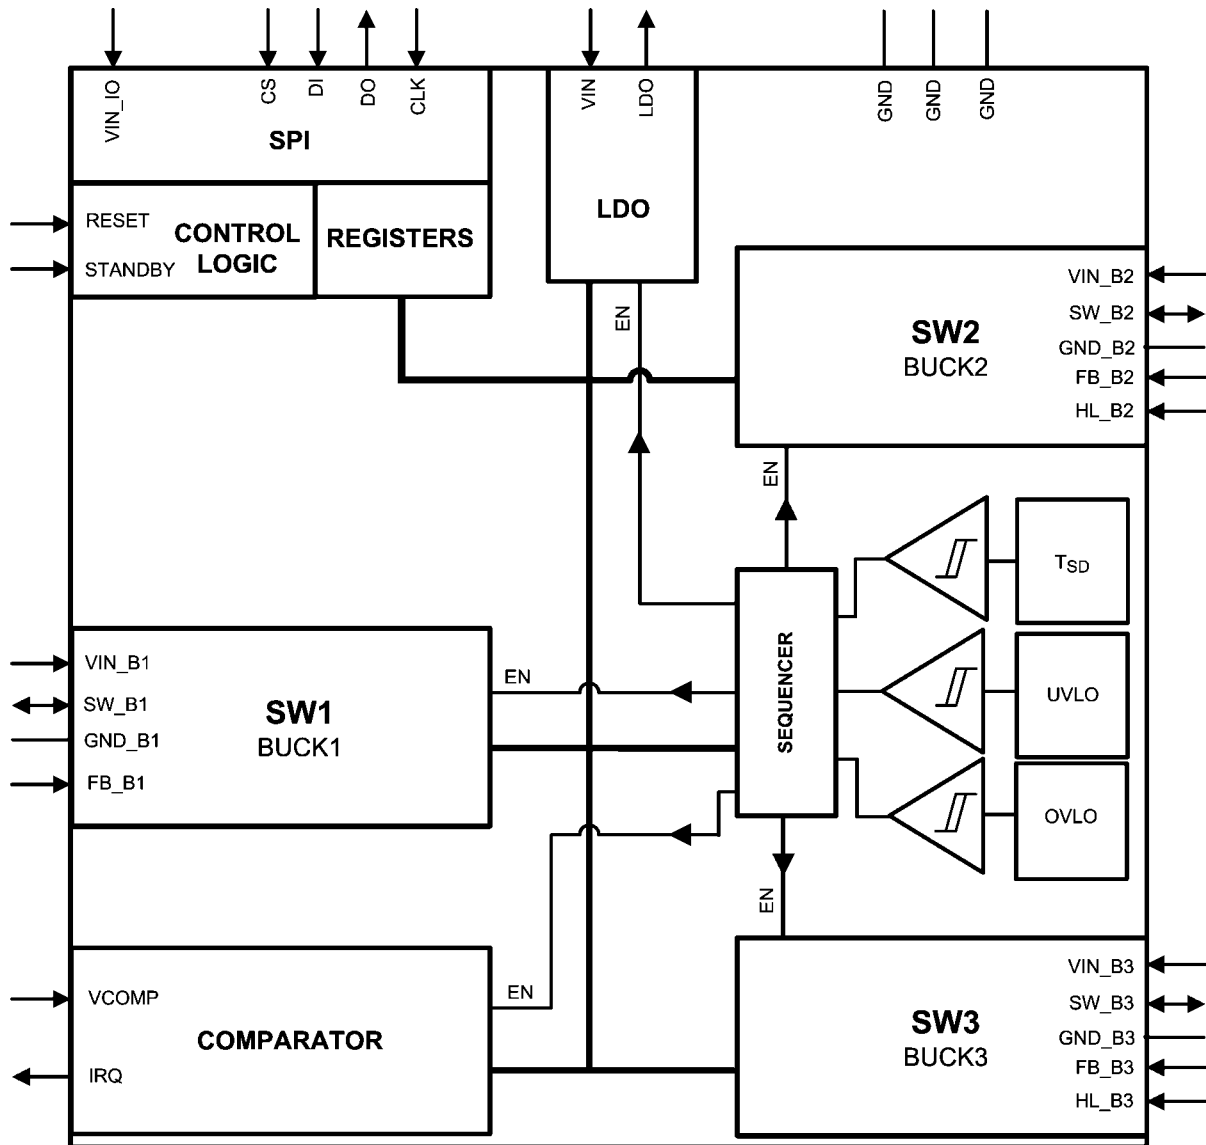 VIN_IO
CS
DI
DO
CLK
SPI
VIN
LDO
GND
GND
GND
RESET
STANDBY
CONTROL
LOGIC
REGISTERS
LDO
EN
SW2
BUCK2
VIN_B2
SW_B2
GND_B2
FB_B2
HL_B2
EN
TSD
UVLO
OVLO
SEQUENCER
VIN_B1
SW_B1
GND_B1
FB_B1
SW1
BUCK1
EN
EN
VCOMP
IRQ
COMPARATOR
EN
SW3
BUCK3
VIN_B3
SW_B3
GND_B3
FB_B3
HL_B3